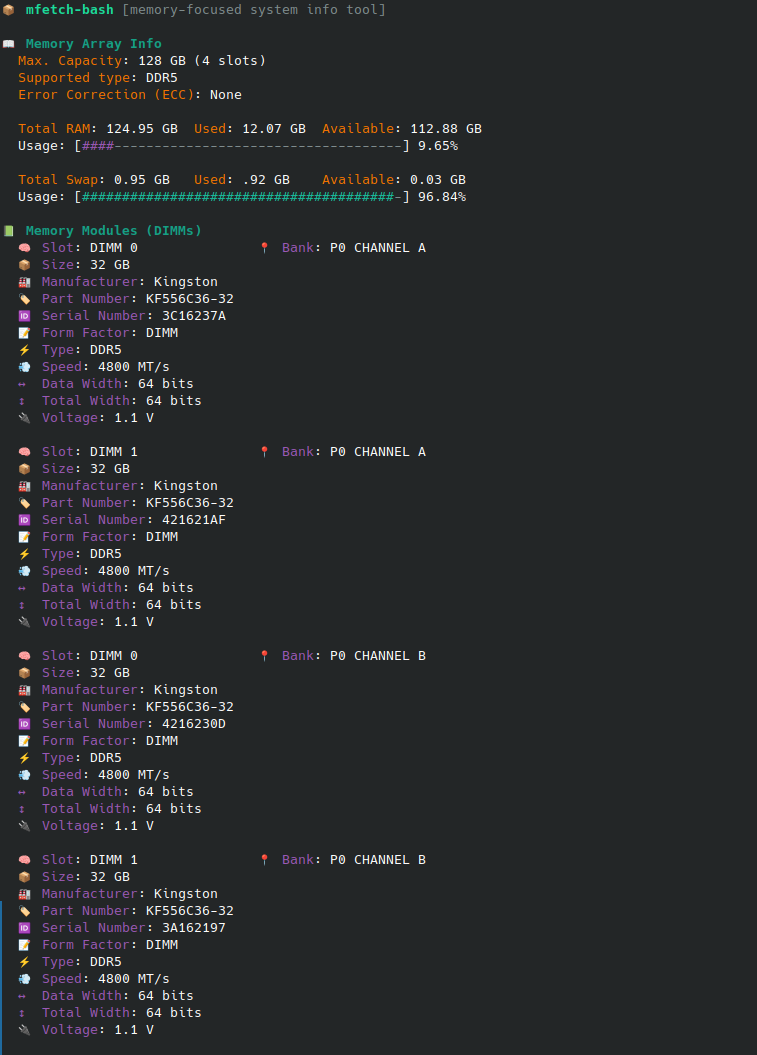 📦 mfetch-bash [memory-focused system info tool]

📖 Memory Array Info
Max. Capacity: 128 GB (4 slots)
Supported type: DDR5
Error Correction (ECC): None

Total RAM: 124.95 GB  Used: 12.07 GB  Available: 112.88 GB
Usage: [####------------------------------------] 9.65%

Total Swap: 0.95 GB   Used: .92 GB    Available: 0.03 GB
Usage: [#######################################-] 96.84%

📗 Memory Modules (DIMMs)
🧠 Slot: DIMM 0               📍 Bank: P0 CHANNEL A
📦 Size: 32 GB
🏭 Manufacturer: Kingston
🏷️ Part Number: KF556C36-32
🆔 Serial Number: 3C16237A
📝 Form Factor: DIMM
⚡ Type: DDR5
💨 Speed: 4800 MT/s
↔ Data Width: 64 bits
↕ Total Width: 64 bits
🔌 Voltage: 1.1 V

🧠 Slot: DIMM 1               📍 Bank: P0 CHANNEL A
📦 Size: 32 GB
🏭 Manufacturer: Kingston
🏷️ Part Number: KF556C36-32
🆔 Serial Number: 421621AF
📝 Form Factor: DIMM
⚡ Type: DDR5
💨 Speed: 4800 MT/s
↔ Data Width: 64 bits
↕ Total Width: 64 bits
🔌 Voltage: 1.1 V

🧠 Slot: DIMM 0               📍 Bank: P0 CHANNEL B
📦 Size: 32 GB
🏭 Manufacturer: Kingston
🏷️ Part Number: KF556C36-32
🆔 Serial Number: 4216230D
📝 Form Factor: DIMM
⚡ Type: DDR5
💨 Speed: 4800 MT/s
↔ Data Width: 64 bits
↕ Total Width: 64 bits
🔌 Voltage: 1.1 V

🧠 Slot: DIMM 1               📍 Bank: P0 CHANNEL B
📦 Size: 32 GB
🏭 Manufacturer: Kingston
🏷️ Part Number: KF556C36-32
🆔 Serial Number: 3A162197
📝 Form Factor: DIMM
⚡ Type: DDR5
💨 Speed: 4800 MT/s
↔ Data Width: 64 bits
↕ Total Width: 64 bits
🔌 Voltage: 1.1 V